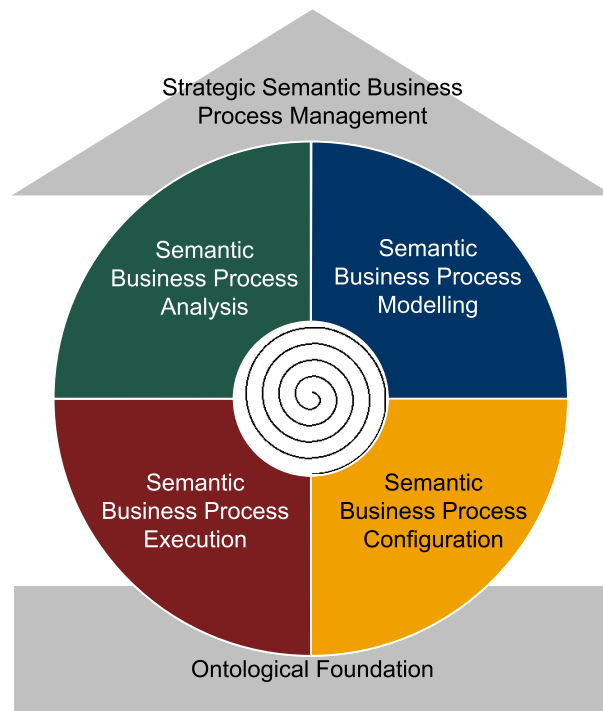 Strategic Semantic Business
Process Management
Semantic
Business Process
Analysis
Semantic
Business Process
Modelling
Semantic
Business Process
Execution
Semantic
Business Process
Configuration
Ontological Foundation